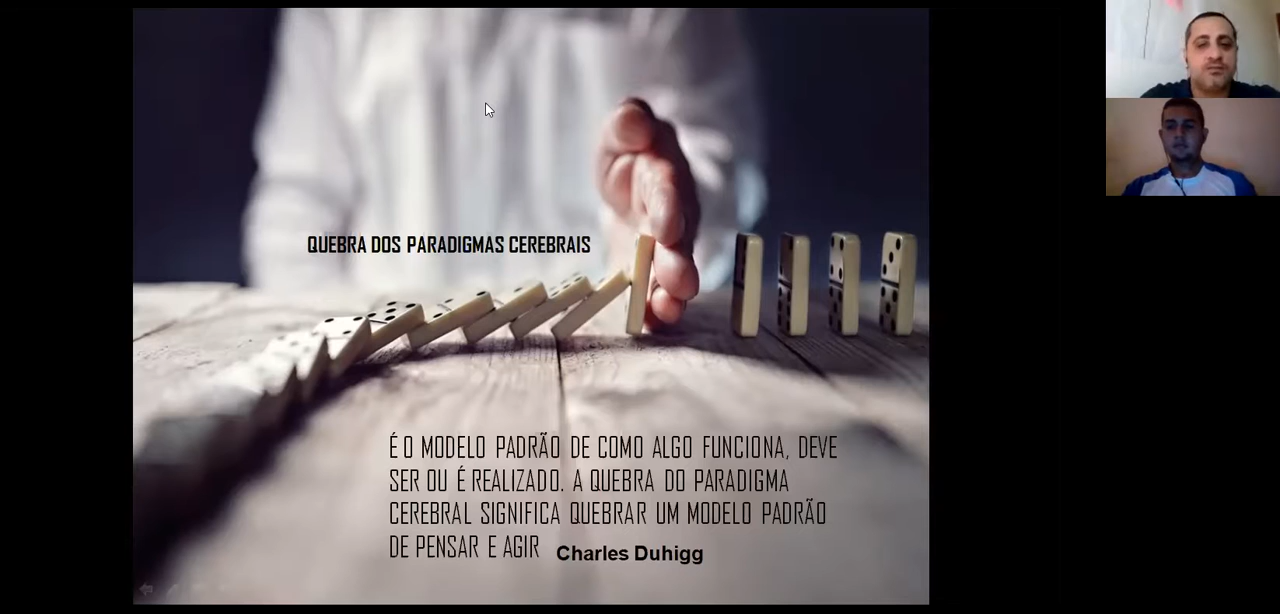 QUEBRA DOS PARADIGMAS CEREBRAIS
É O MODELO PADRÃO DE COMO ALGO FUNCIONA, DEVE
SER OU É REALIZADO. A QUEBRA DO PARADIGMA
CEREBRAL SIGNIFICA QUEBRAR UM MODELO PADRÃO
DE PENSAR E AGIR Charles Duhigg